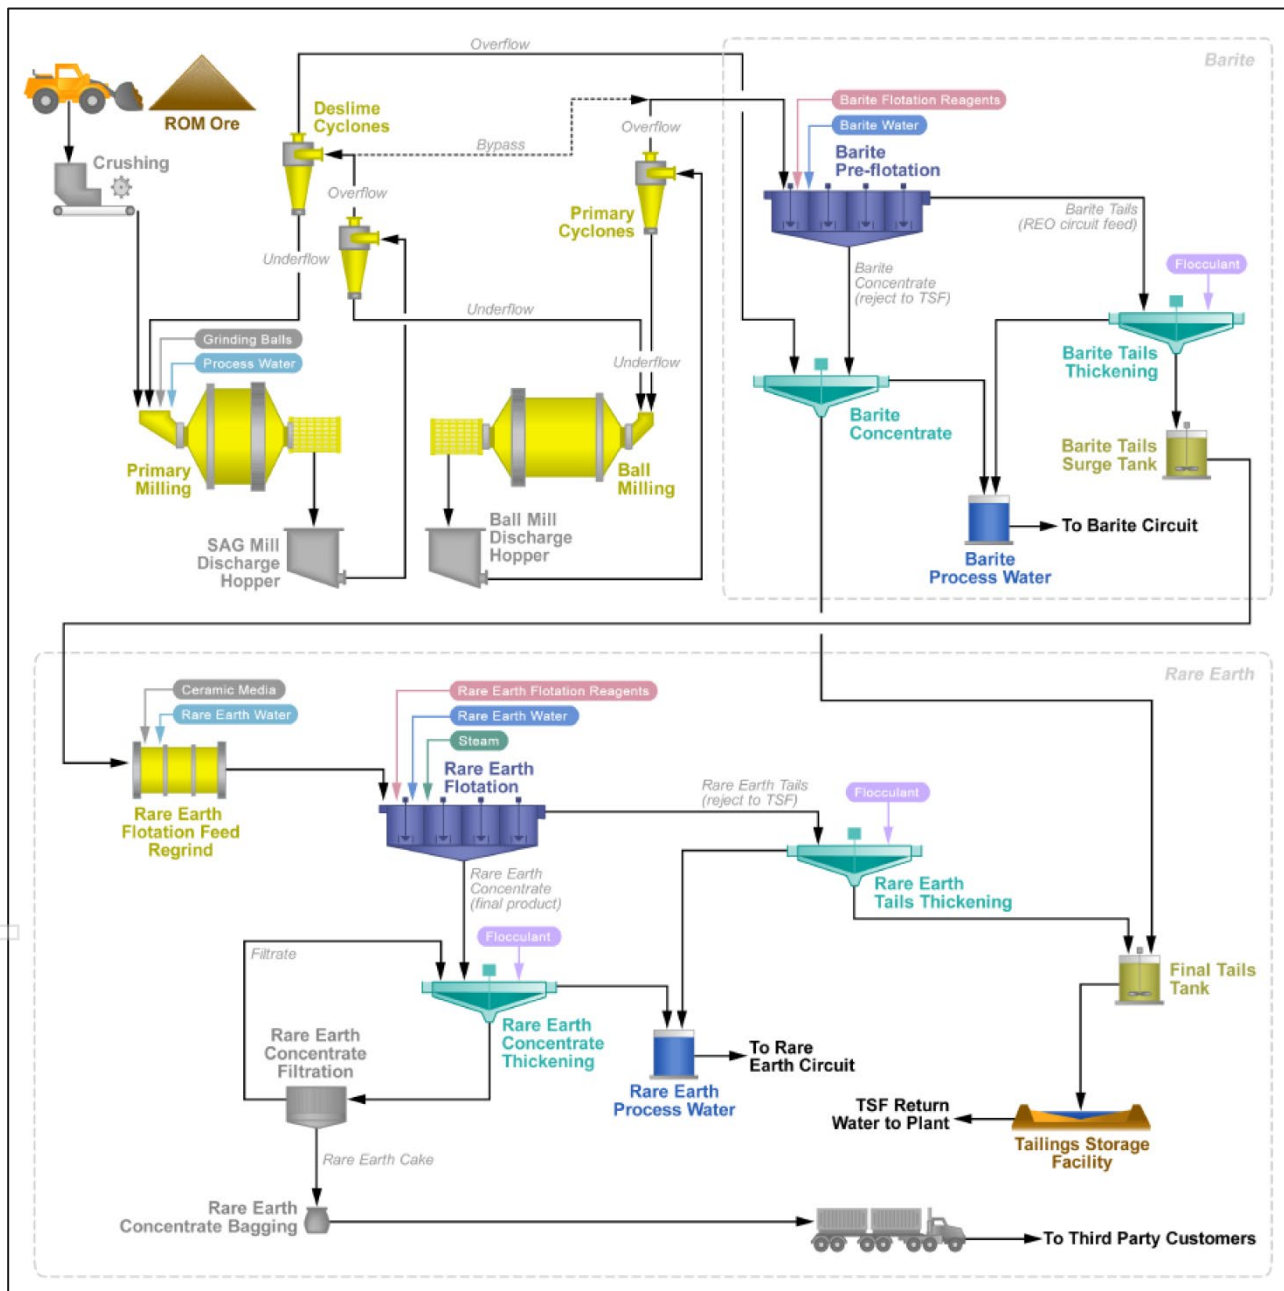 Overflow
Barite
ROM Ore
Deslime
Cyclones
Barite Flotation Reagents
Barite Water
Overflow
Bypass
Crushing
Barite
Pre-flotation
Overflow
Primary
Cyclones
Barite Tails
(REO circuit feed)
Underflow
Barite
Concentrate
(reject to TSF)
Flocculant
Underflow
Grinding Balls
Process Water
Underflow
Barite Tails
Thickening
Barite
Concentrate
Primary
Milling
Ball
Milling
Barite Tails
Surge Tank
SAG Mill
Discharge
Hopper
Ball Mill
Discharge
Hopper
To Barite Circuit
Barite
Process Water
Rare Earth
Ceramic Media
Rare Earth Water
Rare Earth Flotation Reagents
Rare Earth Water
Steam
Rare Earth
Flotation
Rare Earth Tails
(reject to TSF)
Flocculant
Rare Earth
Flotation Feed
Regrind
Rare Earth
Concentrate
(final product)
Rare Earth
Tails Thickening
Flocculant
Filtrate
Final Tails
Tank
Rare Earth
Concentrate
Filtration
Rare Earth
Concentrate
Thickening
To Rare
Earth Circuit
Rare Earth
Process Water
TSF Return
Water to Plant
Tailings Storage
Facility
Rare Earth Cake
Rare Earth
Concentrate Bagging
To Third Party Customers